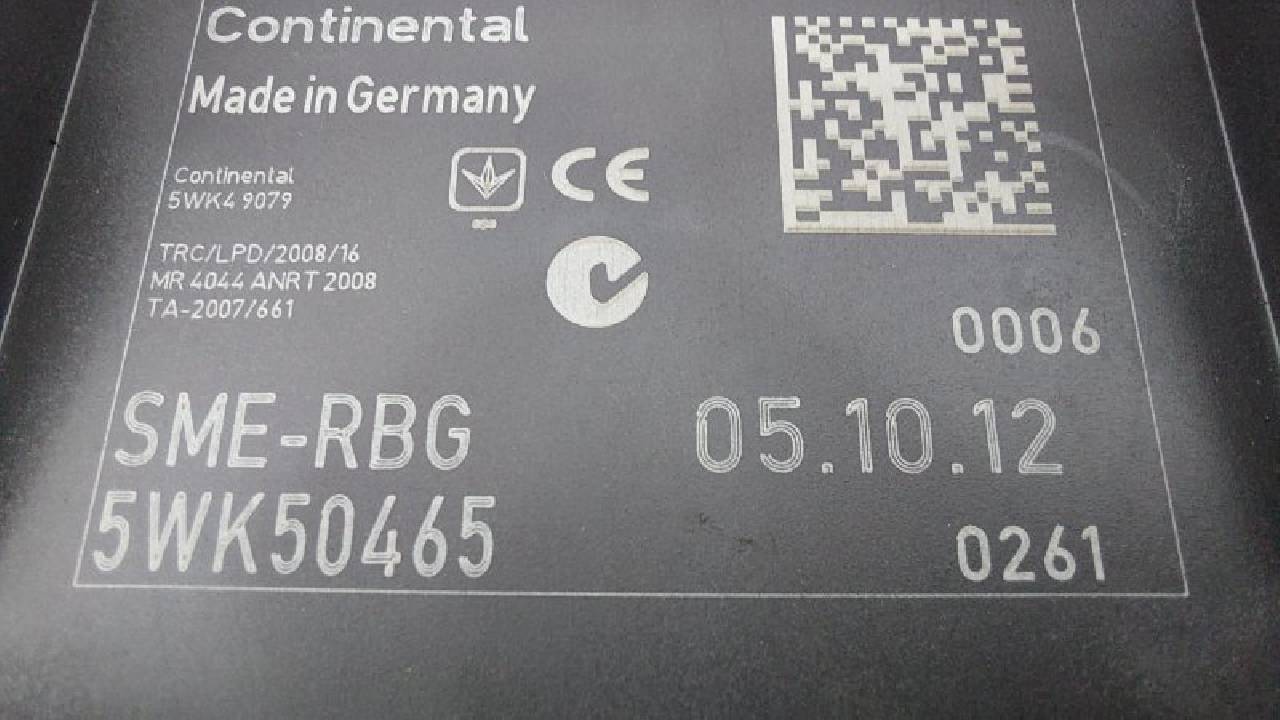 Continental
Made in Germany
Continental
5WK4 9079
CE
TRC/LPD/2008/16
MR 4044 ANRT 2008
TA-2007/661
0006
SME-RBG
05.10.12
5WK50465
0261